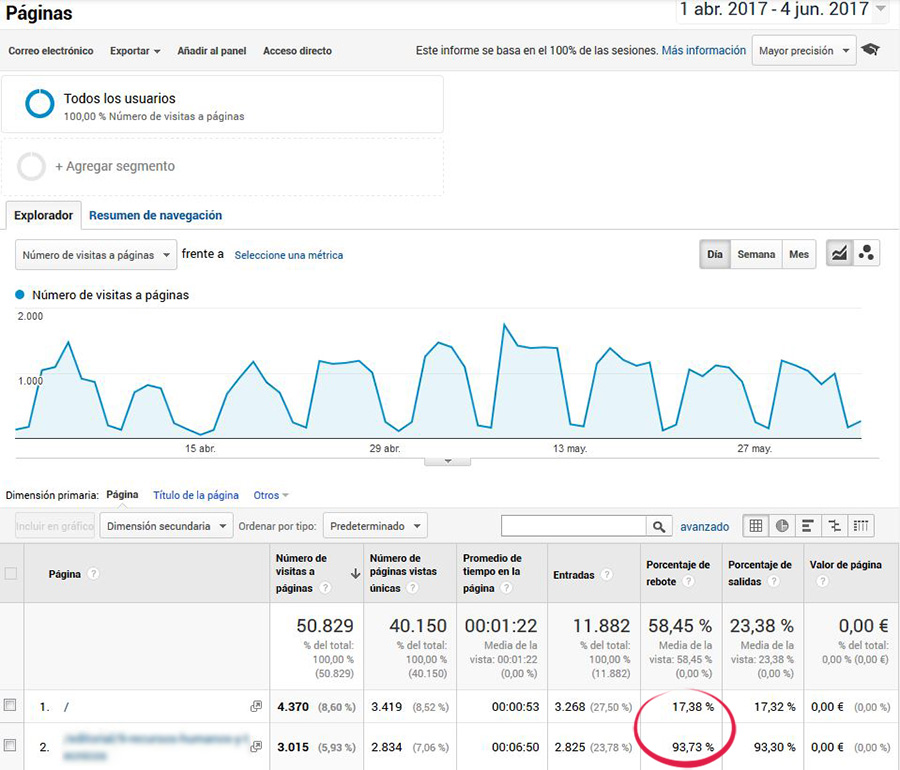 Páginas
1 abr. 2017 - 4 jun. 2017
Correo electrónico Exportar Añadir al panel Acceso directo
Este informe se basa en el 100% de las sesiones. Más información Mayor precisión
Todos los usuarios
100,00 % Número de visitas a páginas
+ Agregar segmento
Explorador Resumen de navegación
Número de visitas a páginas frente a Seleccione una métrica Día Semana Mes
Número de visitas a páginas
2.000
1.000
15 abr. 29 abr. 13 may. 27 may.
Dimensión primaria: Página Título de la página Otros
Incluir en gráfico Dimensión secundaria Ordenar por tipo: Predeterminado avanzado
Página ? Número de visitas a páginas ? Número de páginas vistas únicas ? Promedio de tiempo en la página ? Entradas ? Porcentaje de rebote ? Porcentaje de salidas ? Valor de página ?
50.829 40.150 00:01:22 11.882 58,45 % 23,38 % 0,00 €
% del total: % del total: Media de la % del total: Media de la Media de la % del total:
100,00 % 100,00 % vista: 00:01:22 100,00 % vista: 58,45 % vista: 23,38 % 0,00 % (0,00 €)
(50.829) (40.150) (0,00 %) (11.882) (0,00 %) (0,00 %)
1. / 4.370 (8,60 %) 3.419 (8,52 %) 00:00:53 3.268 (27,50 %) 17,38 % 17,32 % 0,00 € (0,00 %)
2. 3.015 (5,93 %) 2.834 (7,06 %) 00:06:50 2.825 (23,78 %) 93,73 % 93,30 % 0,00 € (0,00 %)